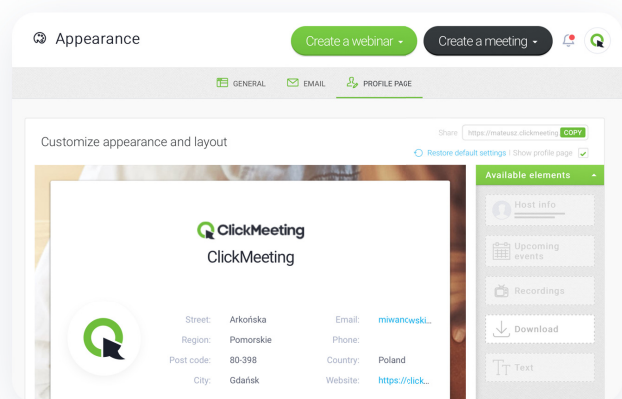 Appearance
Create a webinar
Create a meeting
GENERAL
EMAIL
PROFILE PAGE
Customize appearance and layout
Share
https://mateusz.clickmeeting.
COPY
Restore default settings | Show profile page
Available elements
Host info
Upcoming
events
Recordings
Download
Text
ClickMeeting
ClickMeeting
Street: Arkońska Email: miwancwski...
Region: Pomorskie Phone:
Post code: 80-398 Country: Poland
City: Gdańsk Website: https://click...